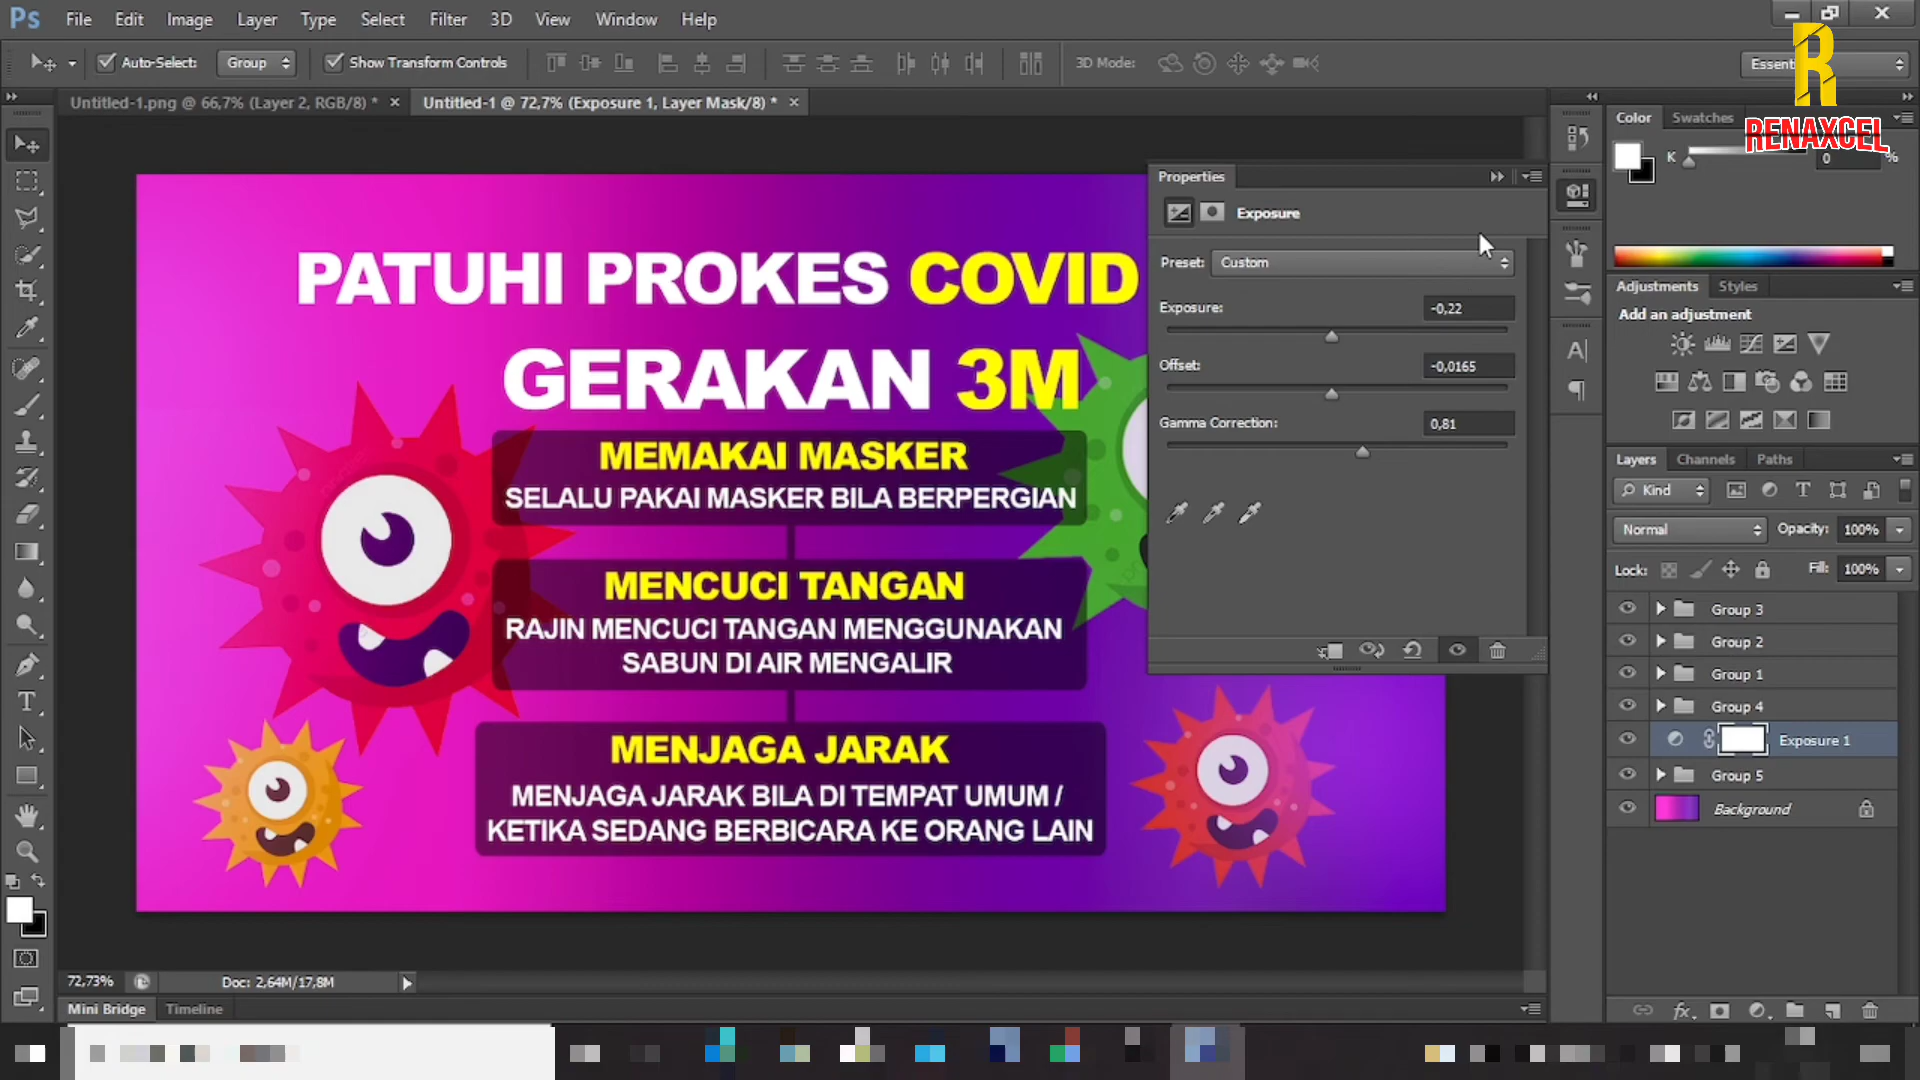 Ps File Edit Image Layer Type Select Filter 3D View Window Help
Auto-Select: Group Show Transform Controls 3D Mode: Essent
R
RENAXCEL
Untitled-1.png @ 66,7% (Layer 2, RGB/8) * × Untitled-1 @ 72,7% (Exposure 1, Layer Mask/8) * ×
Color Swatches
K 0 %
PATUHI PROKES COVID
GERAKAN 3M
MEMAKAI MASKER
SELALU PAKAI MASKER BILA BERPERGIAN
MENCUCI TANGAN
RAJIN MENCUCI TANGAN MENGGUNAKAN
SABUN DI AIR MENGALIR
MENJAGA JARAK
MENJAGA JARAK BILA DI TEMPAT UMUM /
KETIKA SEDANG BERBICARA KE ORANG LAIN
Properties
Exposure
Preset: Custom
Exposure: -0,22
Offset: -0,0165
Gamma Correction: 0,81
Adjustments Styles
Add an adjustment
Layers Channels Paths
Kind
Normal Opacity: 100%
Lock: Fill: 100%
Group 3
Group 2
Group 1
Group 4
Exposure 1
Group 5
Background
72,73% Doc: 2,64M/17,8M
Mini Bridge Timeline